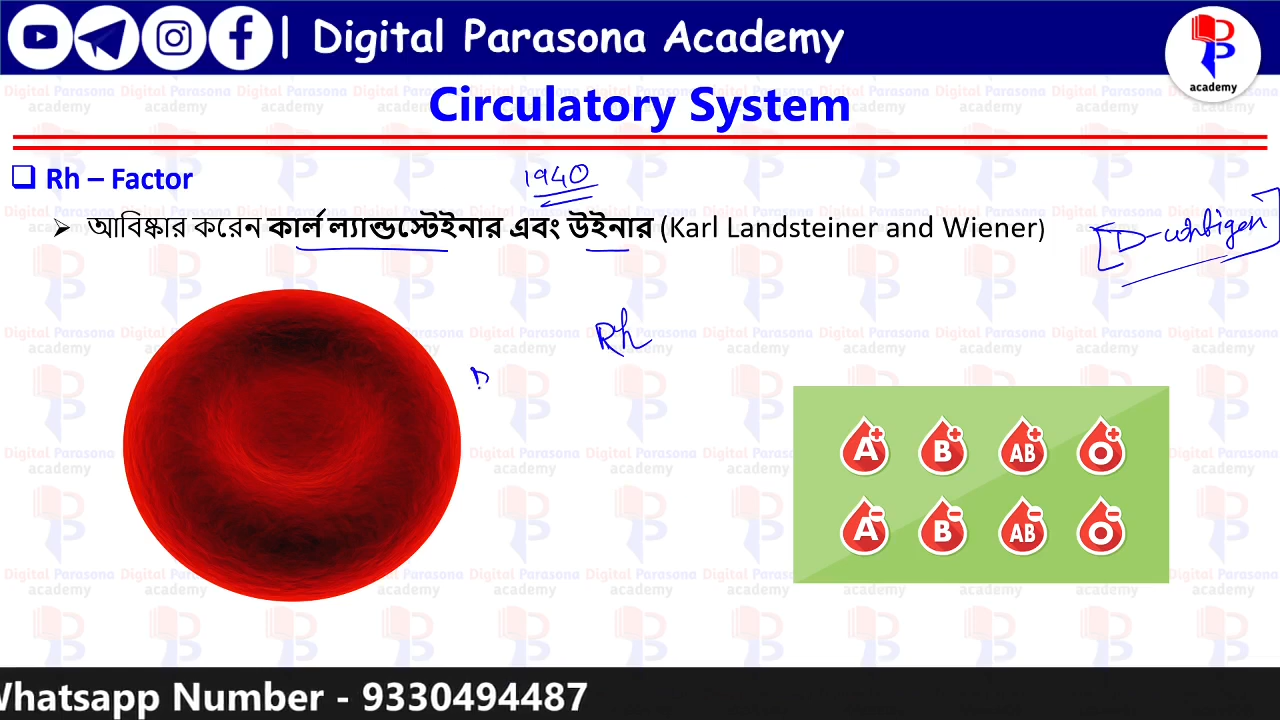 | Digital Parasona Academy
B
academy
Circulatory System
Rh – Factor
1940
আবিষ্কার করেন কার্ল ল্যান্ডস্টেইনার এবং উইনার (Karl Landsteiner and Wiener)
[D-antigen]
Rh
A+ B+ AB+ O+
A- B- AB- O-
Whatsapp Number - 9330494487